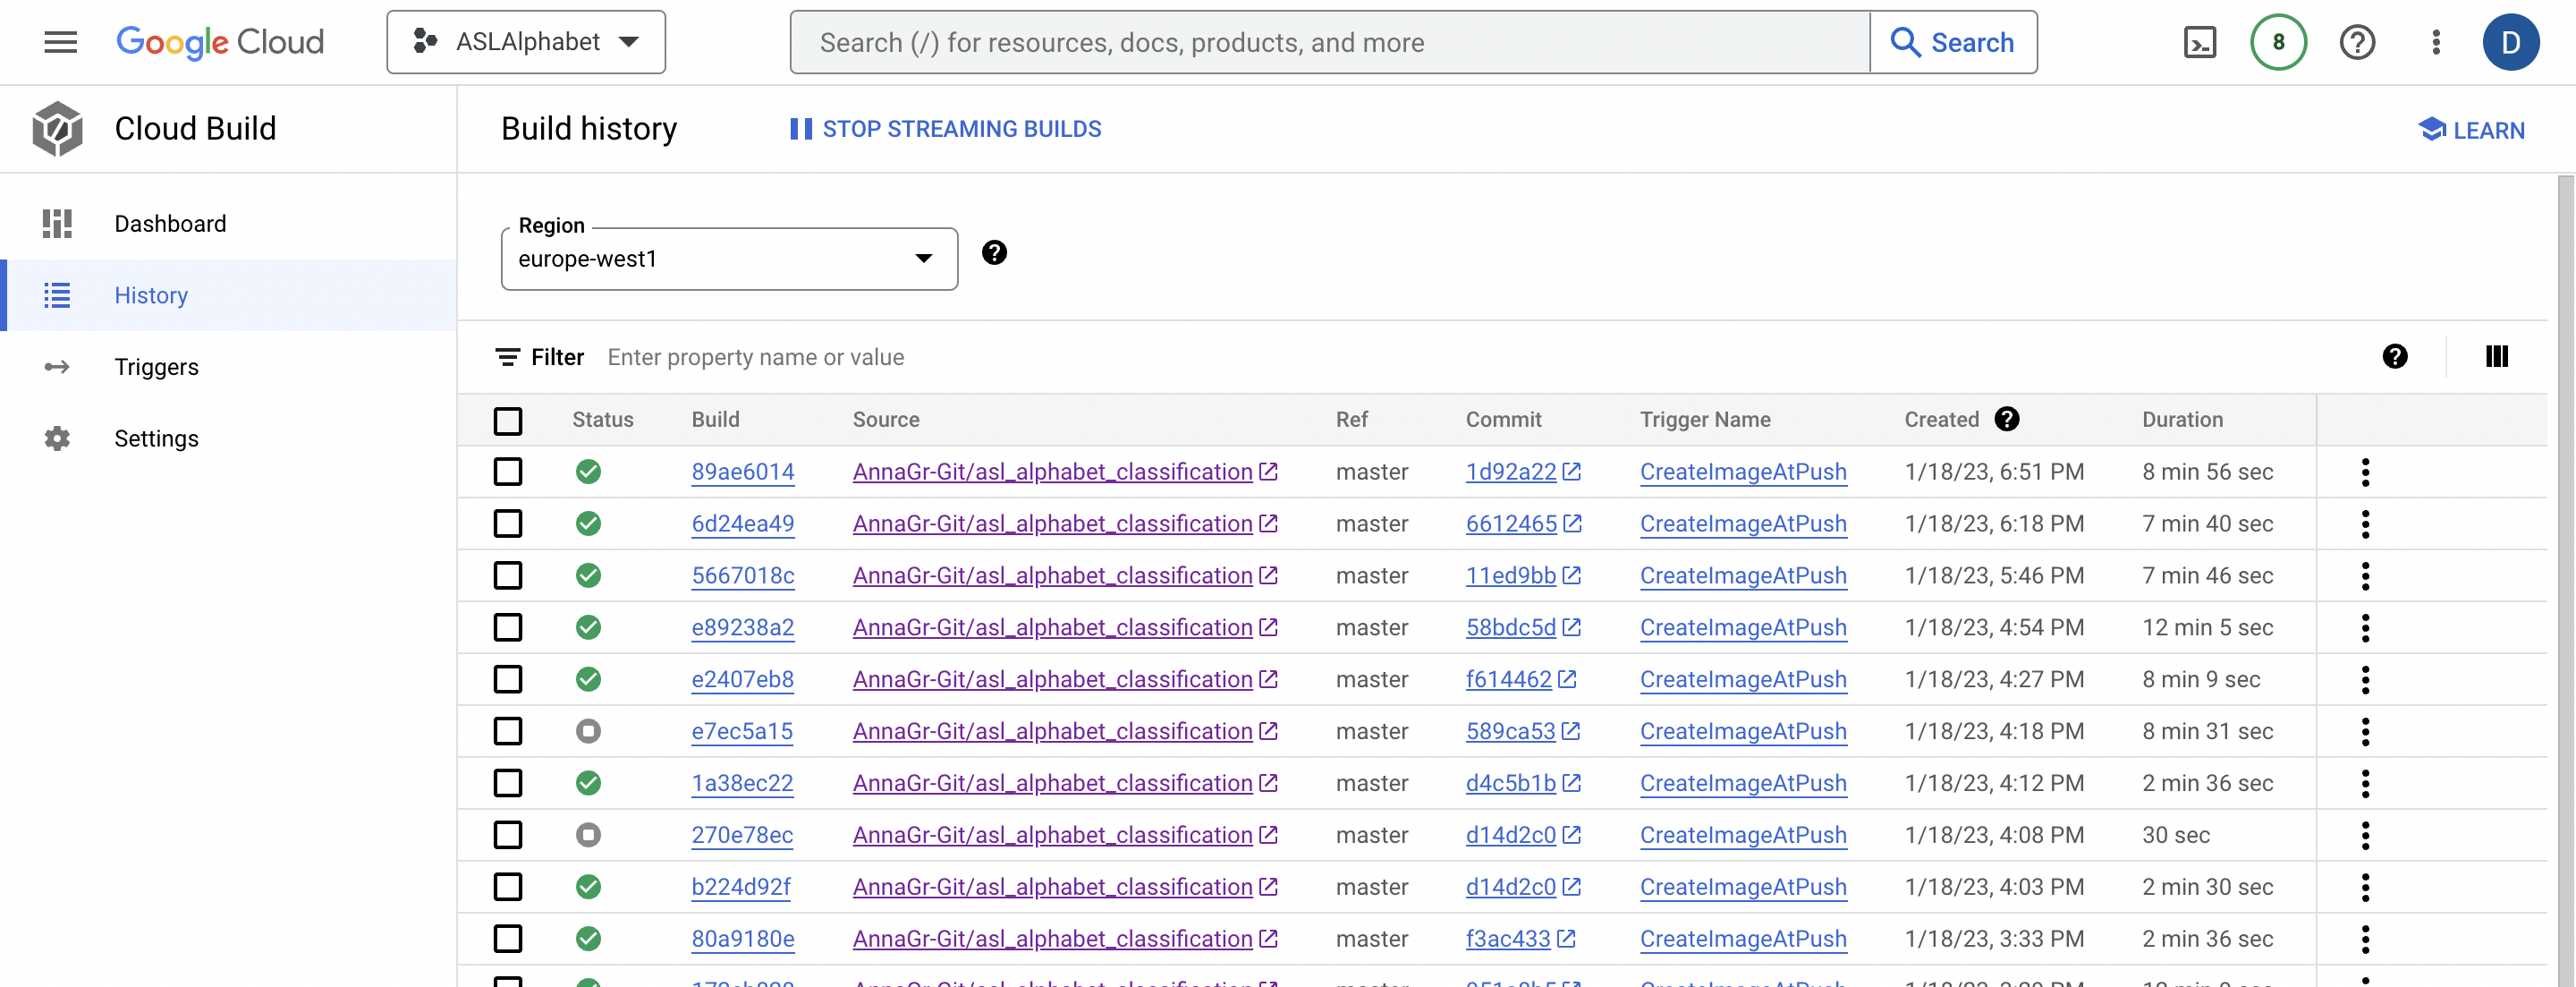 Google Cloud
ASLAlphabet
Search (/) for resources, docs, products, and more
Search
8
D
Cloud Build
Build history
STOP STREAMING BUILDS
LEARN
Dashboard
History
Triggers
Settings
Region
europe-west1
Filter Enter property name or value
Status Build Source Ref Commit Trigger Name Created Duration
89ae6014 AnnaGr-Git/asl_alphabet_classification master 1d92a22 CreateImageAtPush 1/18/23, 6:51 PM 8 min 56 sec
6d24ea49 AnnaGr-Git/asl_alphabet_classification master 6612465 CreateImageAtPush 1/18/23, 6:18 PM 7 min 40 sec
5667018c AnnaGr-Git/asl_alphabet_classification master 11ed9bb CreateImageAtPush 1/18/23, 5:46 PM 7 min 46 sec
e89238a2 AnnaGr-Git/asl_alphabet_classification master 58bdc5d CreateImageAtPush 1/18/23, 4:54 PM 12 min 5 sec
e2407eb8 AnnaGr-Git/asl_alphabet_classification master f614462 CreateImageAtPush 1/18/23, 4:27 PM 8 min 9 sec
e7ec5a15 AnnaGr-Git/asl_alphabet_classification master 589ca53 CreateImageAtPush 1/18/23, 4:18 PM 8 min 31 sec
1a38ec22 AnnaGr-Git/asl_alphabet_classification master d4c5b1b CreateImageAtPush 1/18/23, 4:12 PM 2 min 36 sec
270e78ec AnnaGr-Git/asl_alphabet_classification master d14d2c0 CreateImageAtPush 1/18/23, 4:08 PM 30 sec
b224d92f AnnaGr-Git/asl_alphabet_classification master d14d2c0 CreateImageAtPush 1/18/23, 4:03 PM 2 min 30 sec
80a9180e AnnaGr-Git/asl_alphabet_classification master f3ac433 CreateImageAtPush 1/18/23, 3:33 PM 2 min 36 sec
AnnaGr-Git/asl_alphabet_classification master CreateImageAtPush